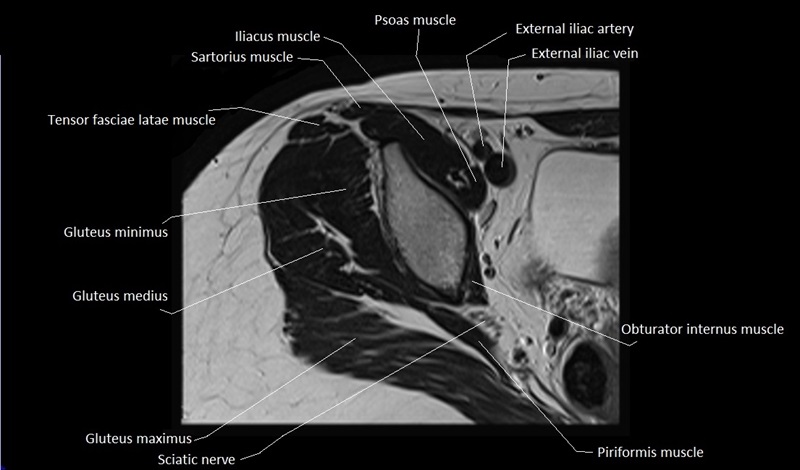 Psoas muscle
External iliac artery
Iliacus muscle
External iliac vein
Sartorius muscle
Tensor fasciae latae muscle
Gluteus minimus
Gluteus medius
Obturator internus muscle
Gluteus maximus
Piriformis muscle
Sciatic nerve